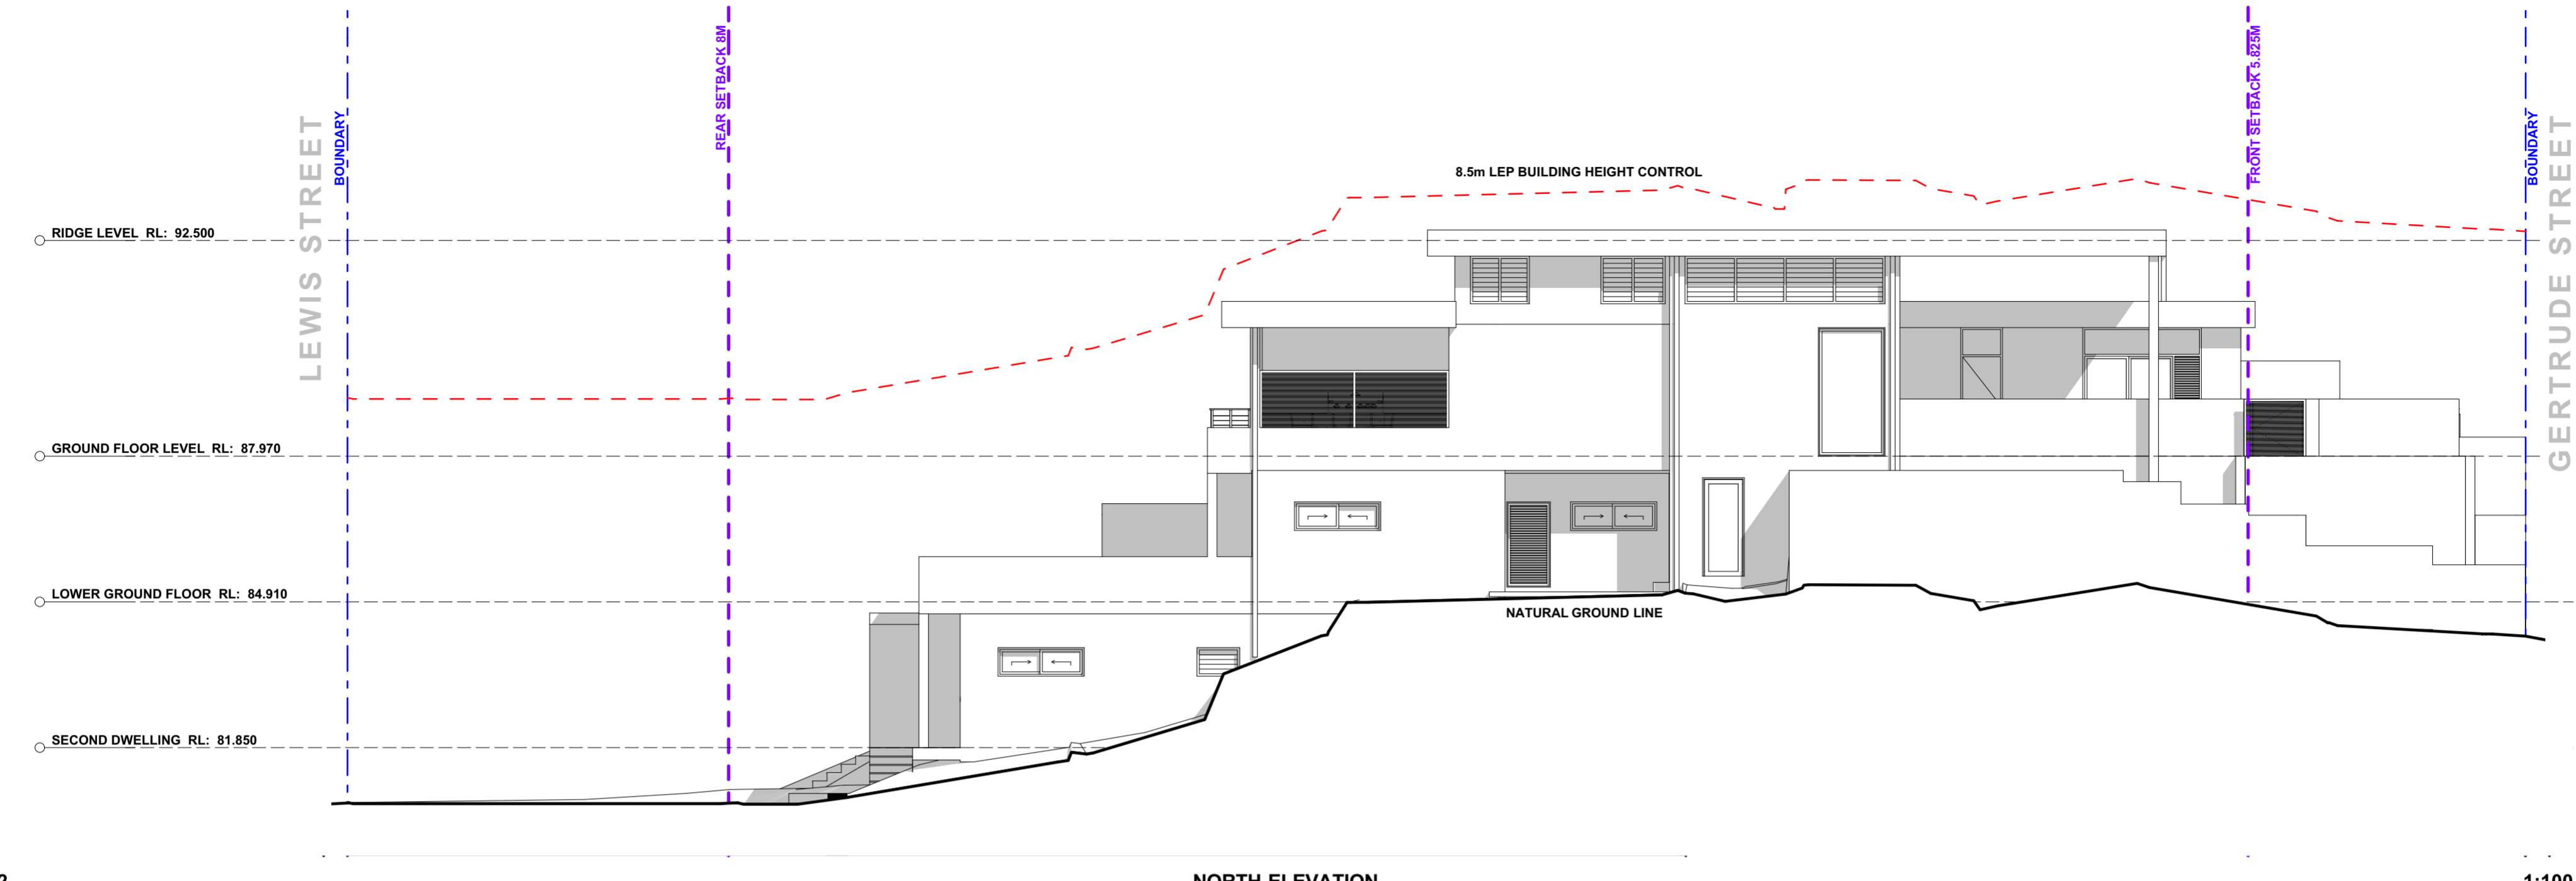 REAR SETBACK 8M
FRONT SETBACK 5.825M
BOUNDARY
BOUNDARY
LEWIS STREET
GERTRUDE STREET
8.5m LEP BUILDING HEIGHT CONTROL
RIDGE LEVEL RL: 92.500
GROUND FLOOR LEVEL RL: 87.970
LOWER GROUND FLOOR RL: 84.910
NATURAL GROUND LINE
SECOND DWELLING RL: 81.850
2
NORTH ELEVATION
1:100